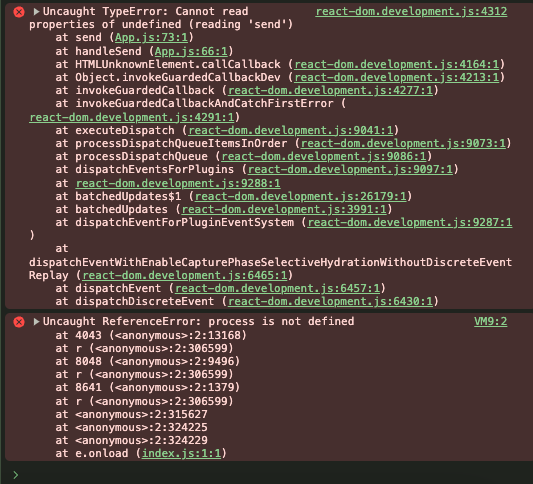 Uncaught TypeError: Cannot read react-dom.development.js:4312
properties of undefined (reading 'send')
at send (App.js:73:1)
at handleSend (App.js:66:1)
at HTMLUnknownElement.callCallback (react-dom.development.js:4164:1)
at Object.invokeGuardedCallbackDev (react-dom.development.js:4213:1)
at invokeGuardedCallback (react-dom.development.js:4277:1)
at invokeGuardedCallbackAndCatchFirstError (
react-dom.development.js:4291:1)
at executeDispatch (react-dom.development.js:9041:1)
at processDispatchQueueItemsInOrder (react-dom.development.js:9073:1)
at processDispatchQueue (react-dom.development.js:9086:1)
at dispatchEventsForPlugins (react-dom.development.js:9097:1)
at react-dom.development.js:9288:1
at batchedUpdates$1 (react-dom.development.js:26179:1)
at batchedUpdates (react-dom.development.js:3991:1)
at dispatchEventForPluginEventSystem (react-dom.development.js:9287:1
)
at
dispatchEventWithEnableCapturePhaseSelectiveHydrationWithoutDiscreteEvent
Replay (react-dom.development.js:6465:1)
at dispatchEvent (react-dom.development.js:6457:1)
at dispatchDiscreteEvent (react-dom.development.js:6430:1)
Uncaught ReferenceError: process is not defined VM9:2
at 4043 (<anonymous>:2:13168)
at r (<anonymous>:2:306599)
at 8048 (<anonymous>:2:9496)
at r (<anonymous>:2:306599)
at 8641 (<anonymous>:2:1379)
at r (<anonymous>:2:306599)
at <anonymous>:2:315627
at <anonymous>:2:324225
at <anonymous>:2:324229
at e.onload (index.js:1:1)